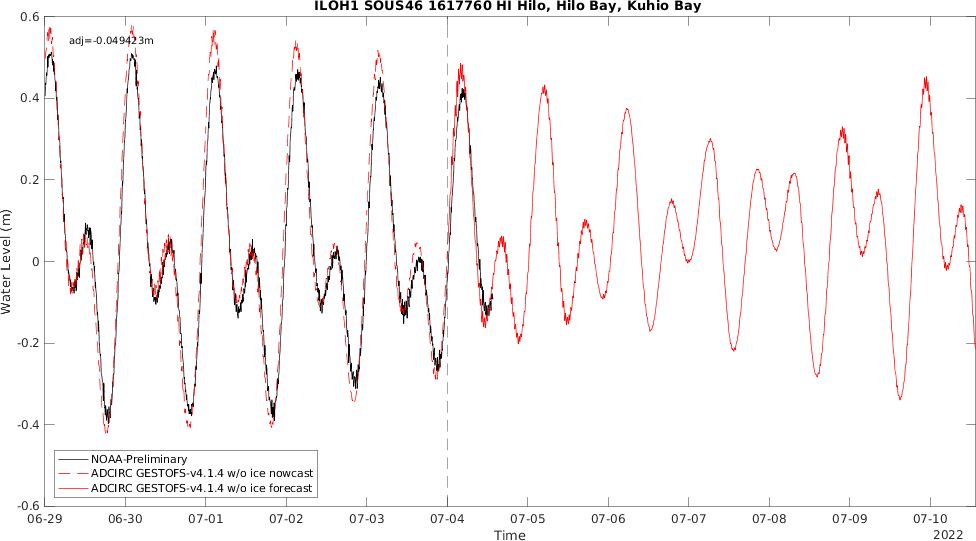 ILOH1 SOUS46 1617760 HI Hilo, Hilo Bay, Kuhio Bay
adj=-0.049423m
0.6
0.4
0.2
0
-0.2
-0.4
-0.6
Water Level (m)
NOAA-Preliminary
ADCIRC GESTOFS-v4.1.4 w/o ice nowcast
ADCIRC GESTOFS-v4.1.4 w/o ice forecast
06-29 06-30 07-01 07-02 07-03 07-04 07-05 07-06 07-07 07-08 07-09 07-10
Time
2022